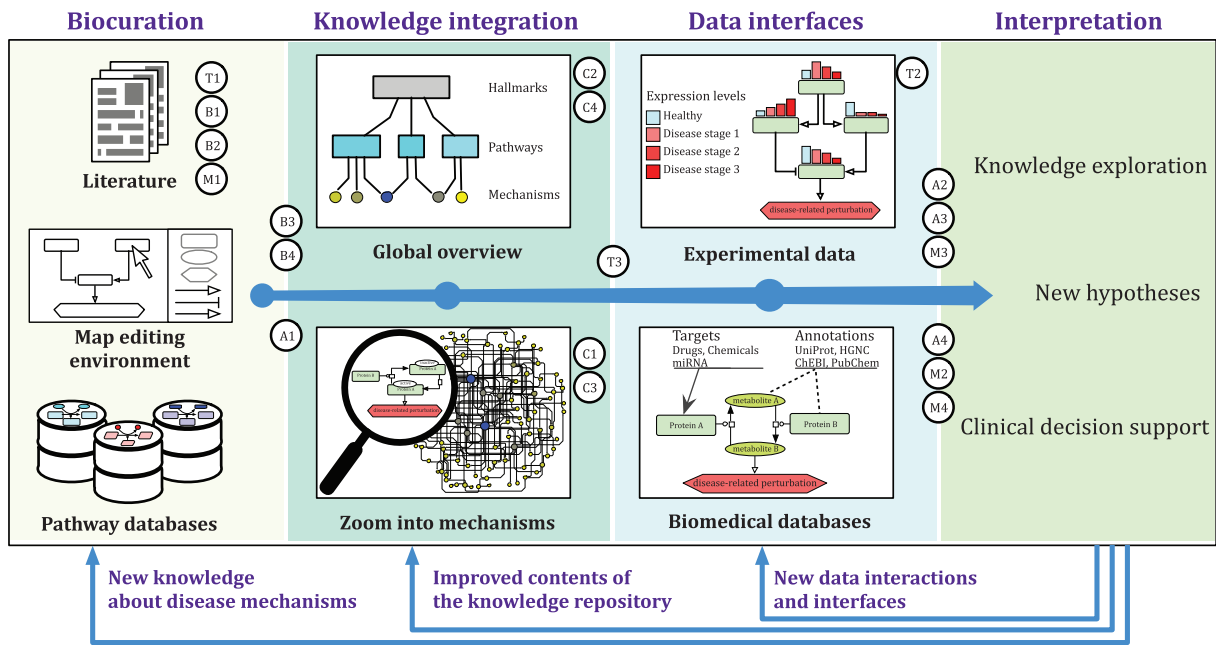 Biocuration
Knowledge integration
Data interfaces
Interpretation
T1
B1
B2
M1
Literature
Map editing
environment
Pathway databases
B3
B4
A1
Hallmarks
Pathways
Mechanisms
C2
C4
Global overview
T3
Protein B
Protein A
Protein A
disease-related perturbation
C1
C3
Zoom into mechanisms
Expression levels
Healthy
Disease stage 1
Disease stage 2
Disease stage 3
disease-related perturbation
T2
Experimental data
A2
A3
M3
Targets
Drugs, Chemicals
miRNA
Annotations
UniProt, HGNC
ChEBI, PubChem
metabolite A
Protein A
Protein B
metabolite B
disease-related perturbation
Biomedical databases
A4
M2
M4
Knowledge exploration
New hypotheses
Clinical decision support
New knowledge
about disease mechanisms
Improved contents of
the knowledge repository
New data interactions
and interfaces